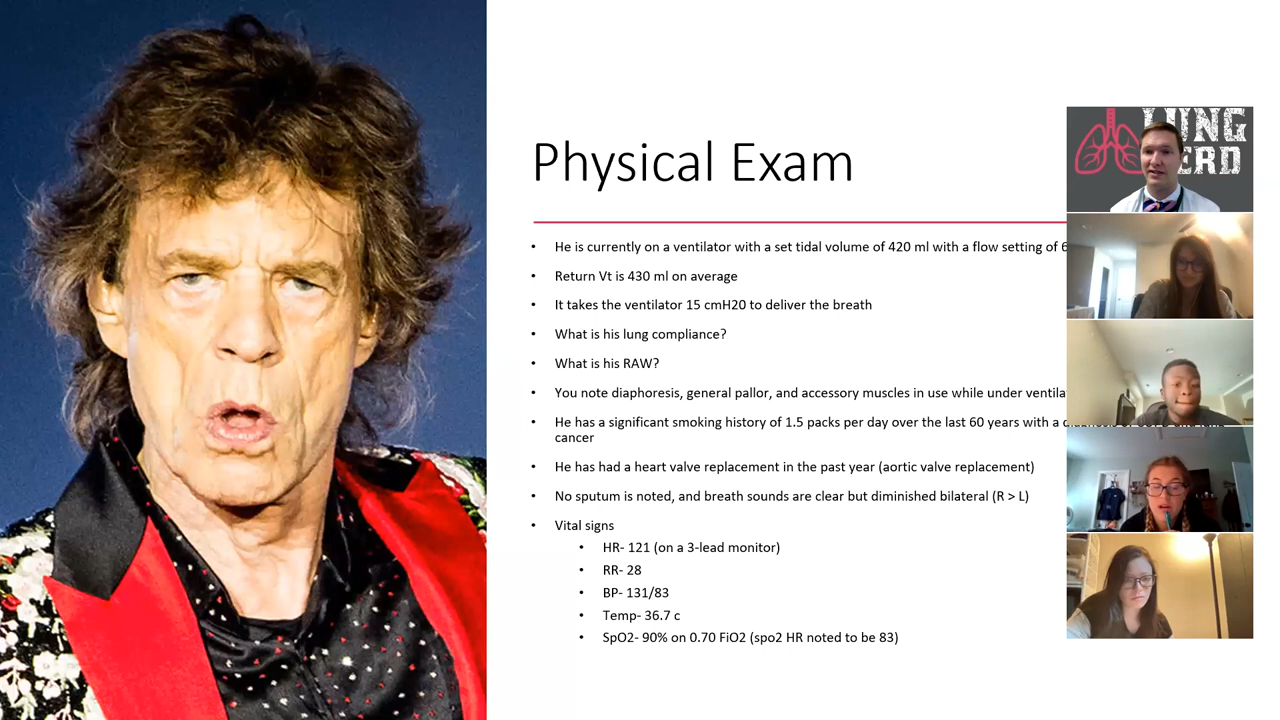 LUNG
NERD
Physical Exam
• He is currently on a ventilator with a set tidal volume of 420 ml with a flow setting of
• Return Vt is 430 ml on average
• It takes the ventilator 15 cmH20 to deliver the breath
• What is his lung compliance?
• What is his RAW?
• You note diaphoresis, general pallor, and accessory muscles in use while under
• He has a significant smoking history of 1.5 packs per day over the last 60 years with a
cancer
• He has had a heart valve replacement in the past year (aortic valve replacement)
• No sputum is noted, and breath sounds are clear but diminished bilateral (R > L)
• Vital signs
• HR- 121 (on a 3-lead monitor)
• RR- 28
• BP- 131/83
• Temp- 36.7 c
• SpO2- 90% on 0.70 FiO2 (spo2 HR noted to be 83)